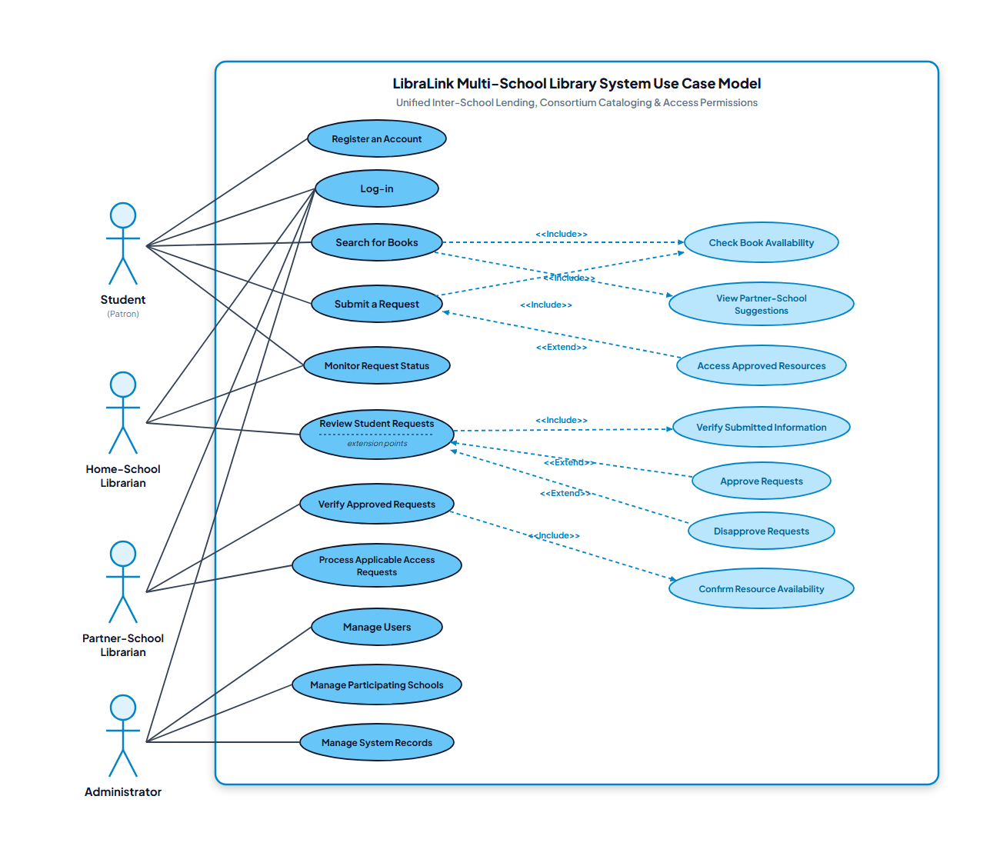 LibraLink Multi-School Library System Use Case Model
Unified Inter-School Lending, Consortium Cataloging & Access Permissions
Register an Account
Log-in
Search for Books
<<Include>>
Check Book Availability
<<Include>>
Student
(Patron)
Submit a Request
<<Include>>
View Partner-School
Suggestions
<<Extend>>
Monitor Request Status
Access Approved Resources
Home-School
Librarian
Review Student Requests
extension points
<<Include>>
Verify Submitted Information
<<Extend>>
Approve Requests
<<Extend>>
Verify Approved Requests
Disapprove Requests
<<Include>>
Process Applicable Access
Requests
Confirm Resource Availability
Partner-School
Librarian
Manage Users
Manage Participating Schools
Manage System Records
Administrator